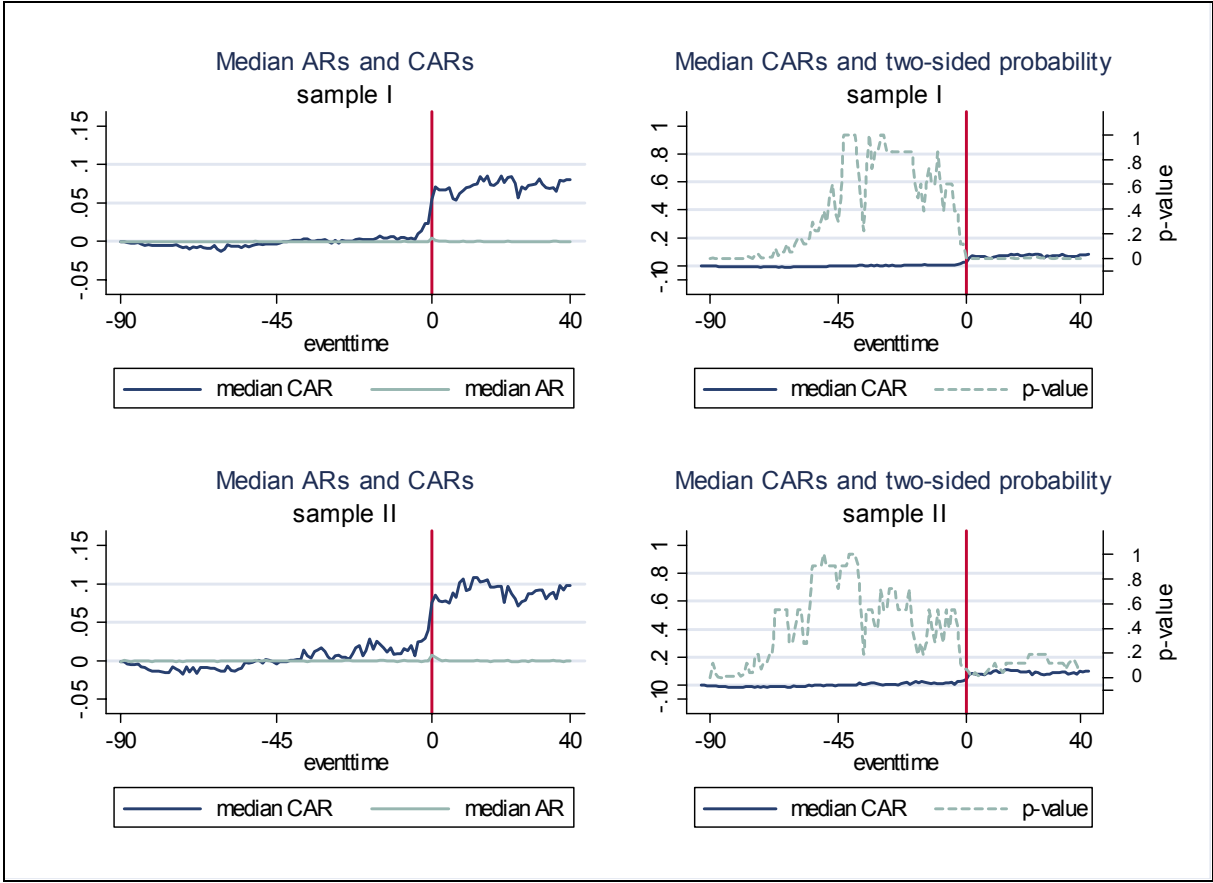 Median ARs and CARs
sample I
.15
.1
.05
0
-.05
-90
-45
0
40
eventtime
median CAR
median AR
Median CARs and two-sided probability
sample I
1
.8
.6
.4
.2
0
-.1
1
.8
.6
.4
.2
0
p-value
-90
-45
0
40
eventtime
median CAR
p-value
Median ARs and CARs
sample II
.15
.1
.05
0
-.05
-90
-45
0
40
eventtime
median CAR
median AR
Median CARs and two-sided probability
sample II
1
.8
.6
.4
.2
0
-.1
1
.8
.6
.4
.2
0
p-value
-90
-45
0
40
eventtime
median CAR
p-value